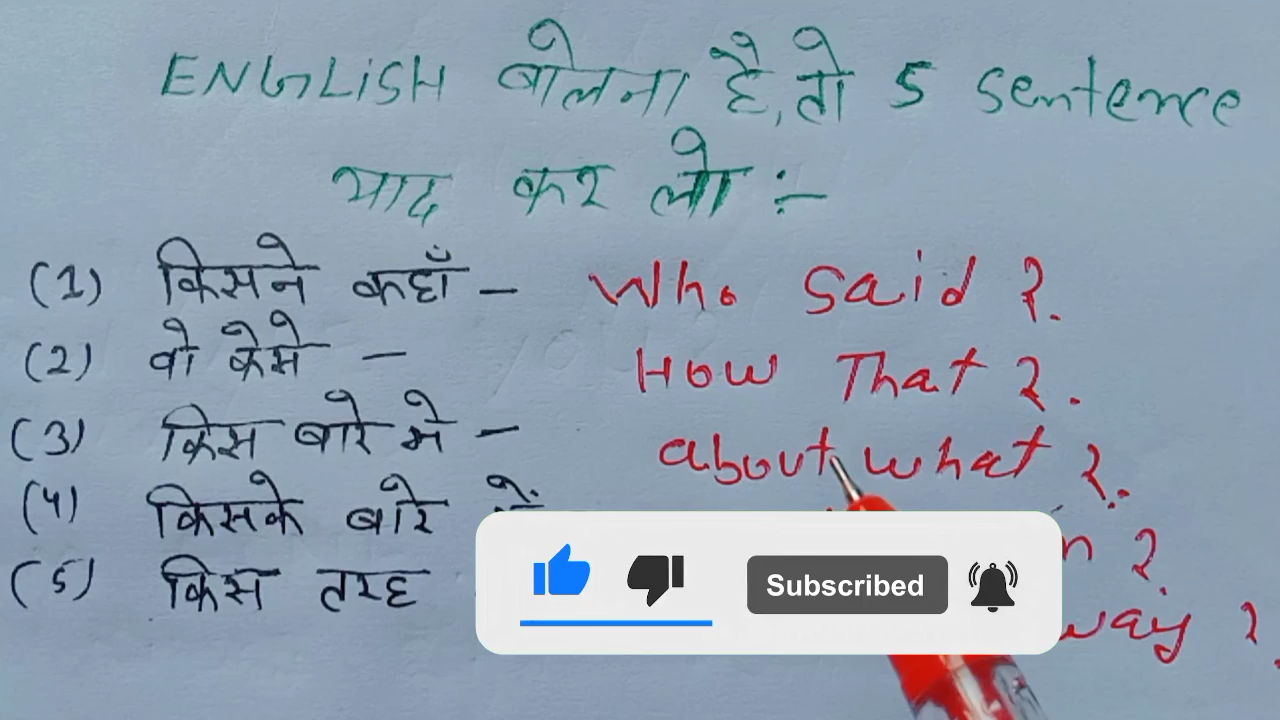 ENGLISH बोलना है, तो 5 sentence
याद कर लो :-
(1) किसने कहाँ - Who said ?
(2) वो केसे - How That ?
(3) किस बारे मे - about what ?
(4) किसके बारे में ?
(5) किस तरह way ?
Subscribed